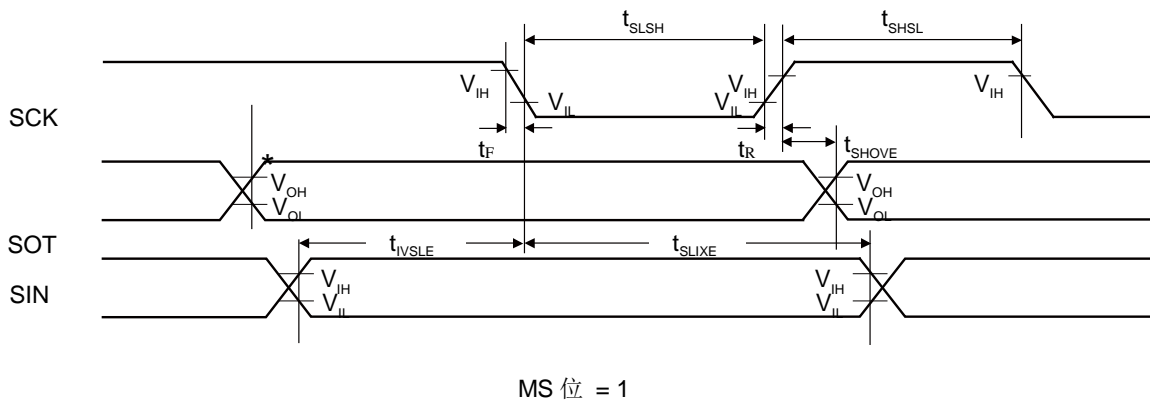 tSLSH
tSHSL
VIH
VIL
VIH
VIL
VIH
SCK
tF
tR
tSHOVE
*
VOH
VOL
VOH
VOL
SOT
tIVSLE
tSLIXE
VIH
VIL
VIH
VIL
SIN
MS 位 = 1